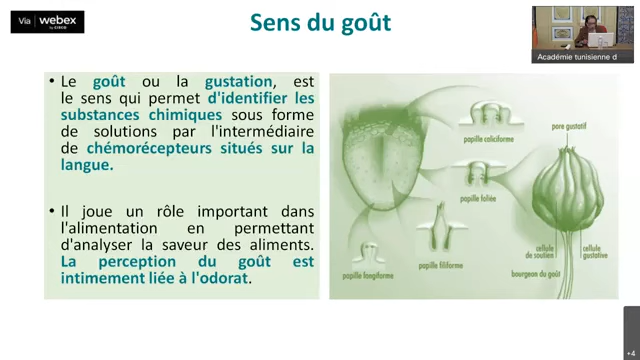 Via webex
by CISCO
Sens du goût
Académie tunisienne d
• Le goût ou la gustation, est
le sens qui permet d'identifier les
substances chimiques sous forme
de solutions par l'intermédiaire
de chémorécepteurs situés sur la
langue.
• Il joue un rôle important dans
l'alimentation en permettant
d'analyser la saveur des aliments.
La perception du goût est
intimement liée à l'odorat.
papille caliciforme
pore gustatif
papille foliée
papille fongiforme
papille filiforme
cellule
de soutien
cellule
gustative
bourgeon du goût
+4